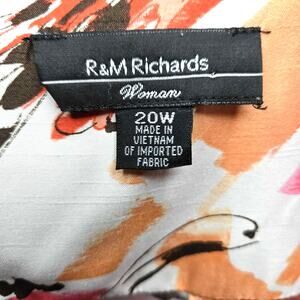 R&M Richards
Woman
20W
MADE IN
VIETNAM
OF IMPORTED
FABRIC